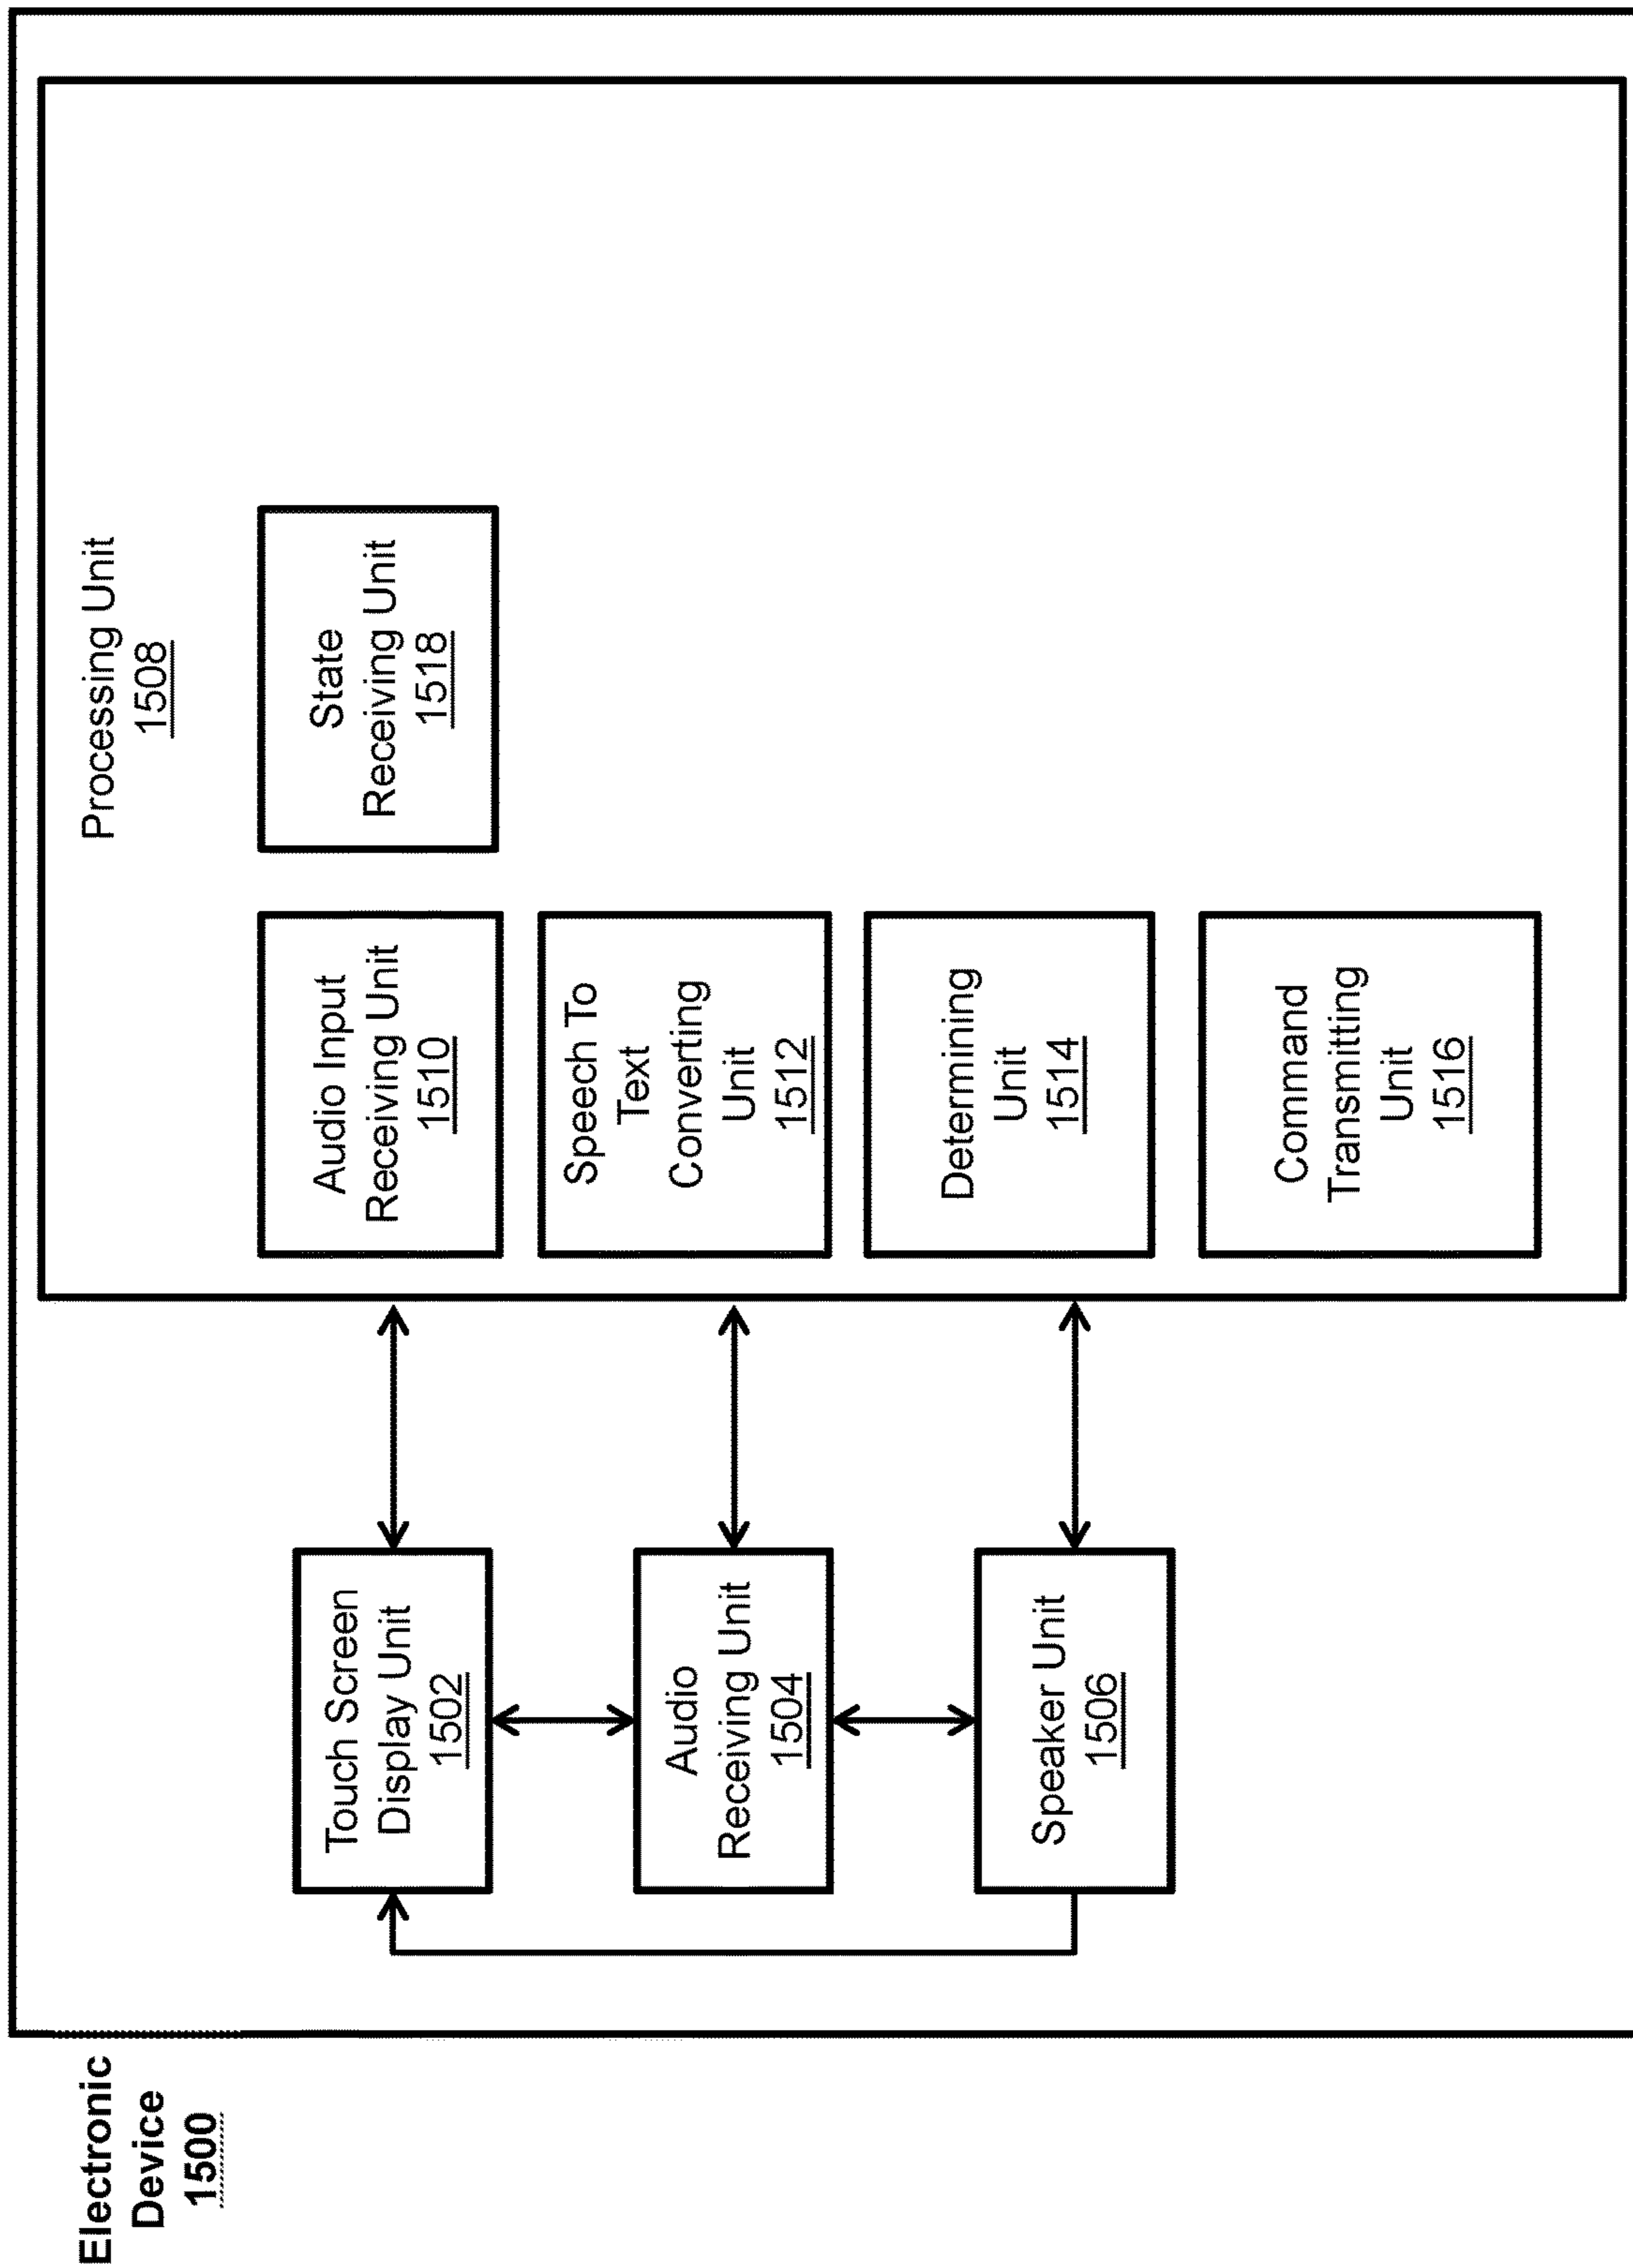 Electronic
Device
1500
Processing Unit
1508
Touch Screen
Display Unit
1502
Audio
Receiving Unit
1504
Speaker Unit
1506
Audio Input
Receiving Unit
1510
State
Receiving Unit
1518
Speech To
Text
Converting
Unit
1512
Determining
Unit
1514
Command
Transmitting
Unit
1516